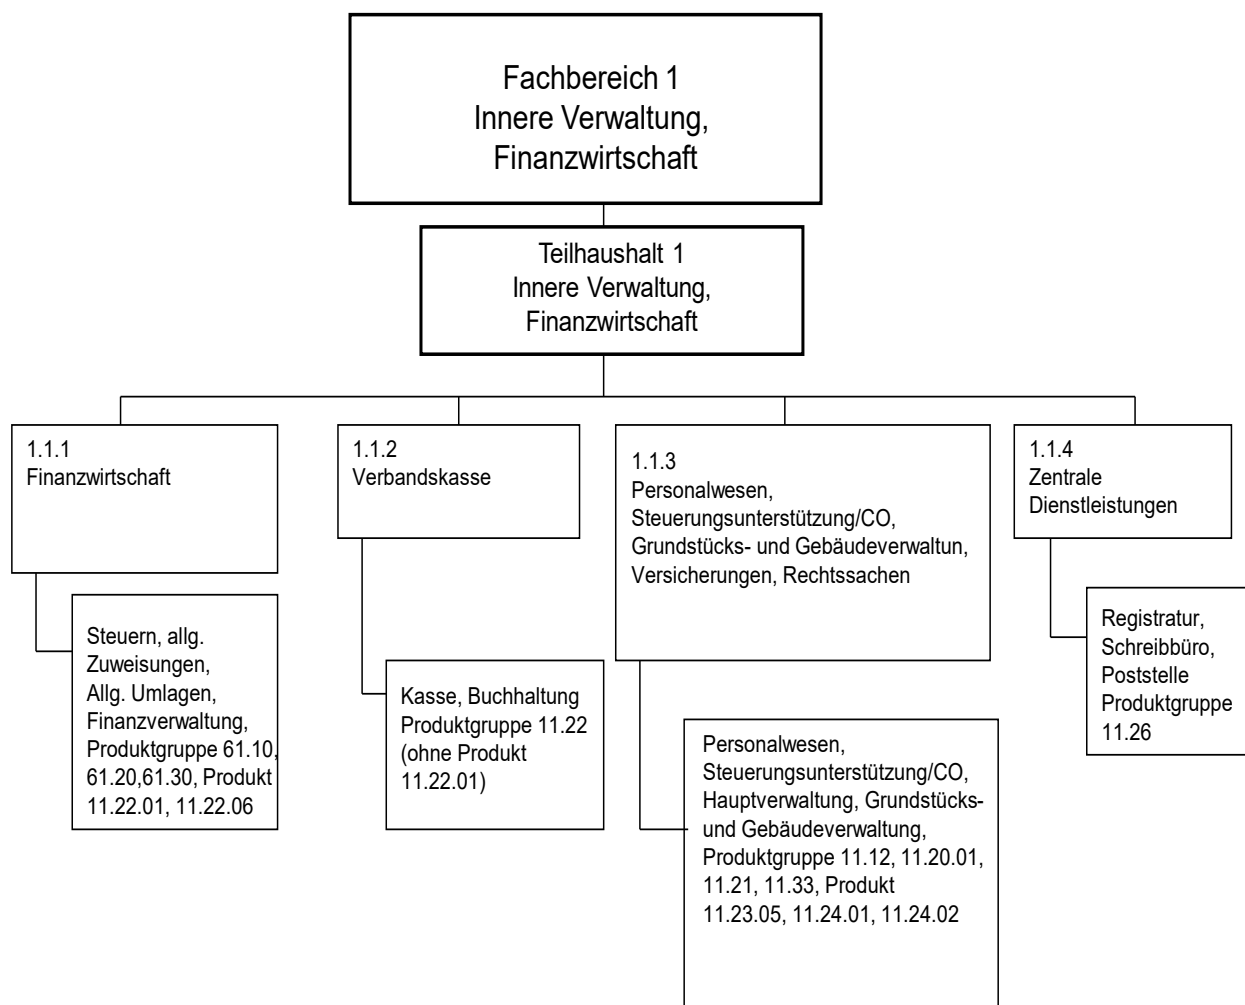 Fachbereich 1
Innere Verwaltung,
Finanzwirtschaft
Teilhaushalt 1
Innere Verwaltung,
Finanzwirtschaft
1.1.1
Finanzwirtschaft
1.1.2
Verbandskasse
1.1.3
Personalwesen,
Steuerungsunterstützung/CO,
Grundstücks- und Gebäudeverwaltun,
Versicherungen, Rechtssachen
1.1.4
Zentrale
Dienstleistungen
Steuern, allg.
Zuweisungen,
Allg. Umlagen,
Finanzverwaltung,
Produktgruppe 61.10,
61.20,61.30, Produkt
11.22.01, 11.22.06
Kasse, Buchhaltung
Produktgruppe 11.22
(ohne Produkt
11.22.01)
Personalwesen,
Steuerungsunterstützung/CO,
Hauptverwaltung, Grundstücks-
und Gebäudeverwaltung,
Produktgruppe 11.12, 11.20.01,
11.21, 11.33, Produkt
11.23.05, 11.24.01, 11.24.02
Registratur,
Schreibbüro,
Poststelle
Produktgruppe
11.26